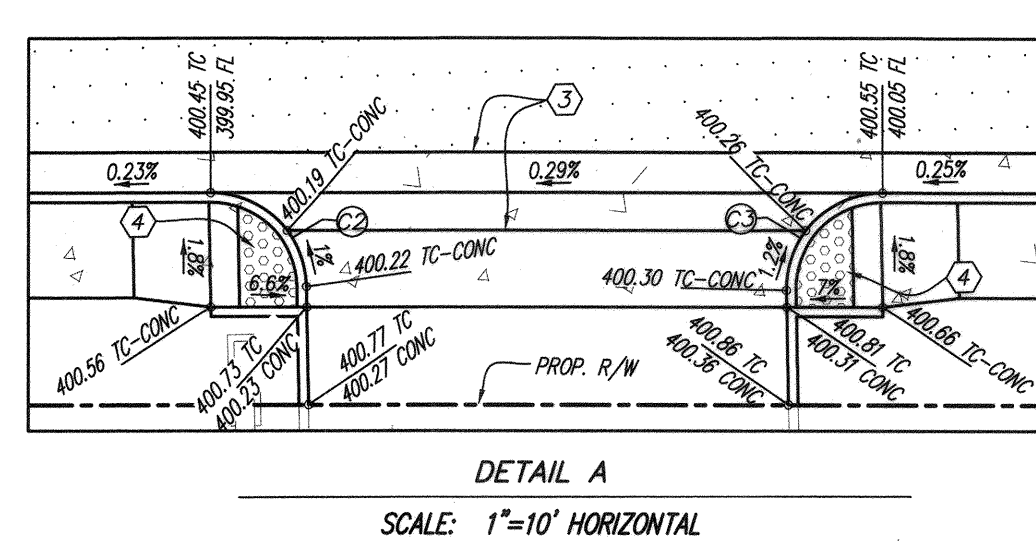 400.45 TC
399.95 FL
400.55 TC
400.05 FL
3
400.19 TC-CONC
400.26 TC-CONC
0.23%
0.29%
0.25%
4
C2
C3
1.8%
1%
400.22 TC-CONC
1.2%
1.8%
400.30 TC-CONC
4
6.6%
7%
400.56 TC-CONC
400.73 TC
400.23 CONC
400.77 TC
400.27 CONC
400.86 TC
400.36 CONC
400.81 TC
400.31 CONC
400.66 TC-CONC
PROP. R/W
DETAIL A
SCALE: 1"=10' HORIZONTAL